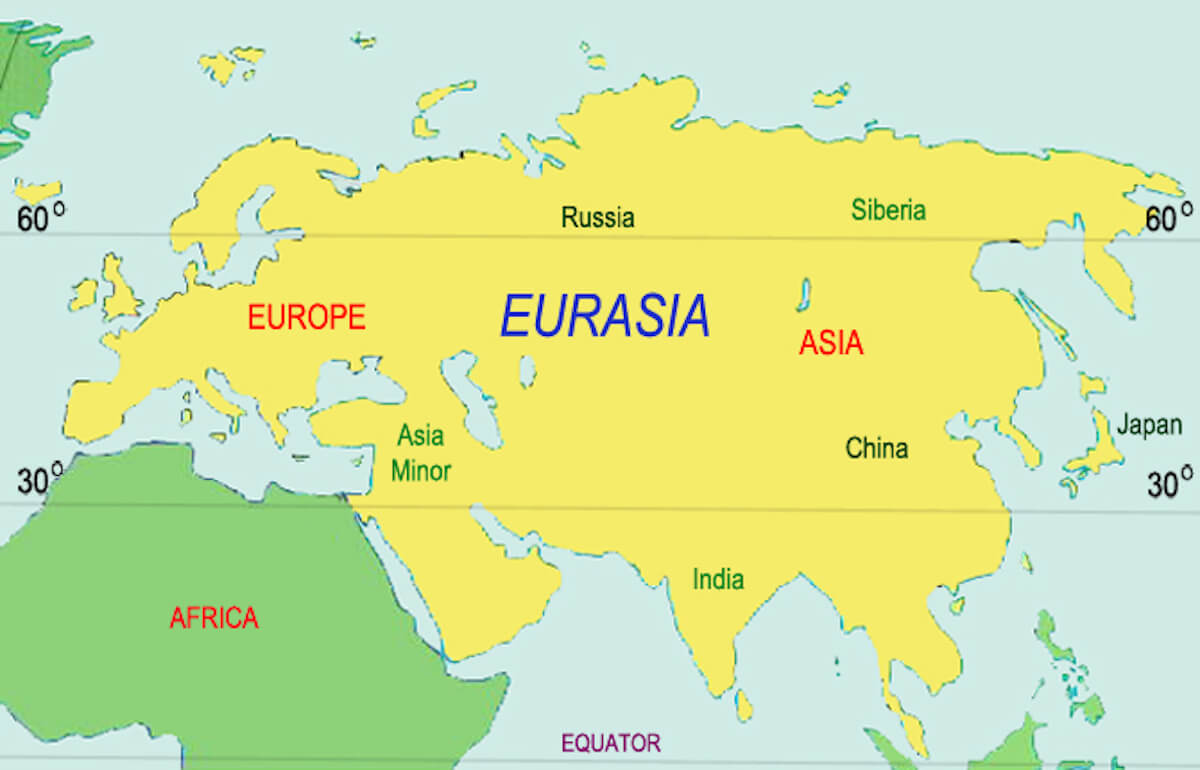 60°
60°
Russia
Siberia
EUROPE
EURASIA
ASIA
Asia
Minor
China
Japan
30°
30°
India
AFRICA
EQUATOR